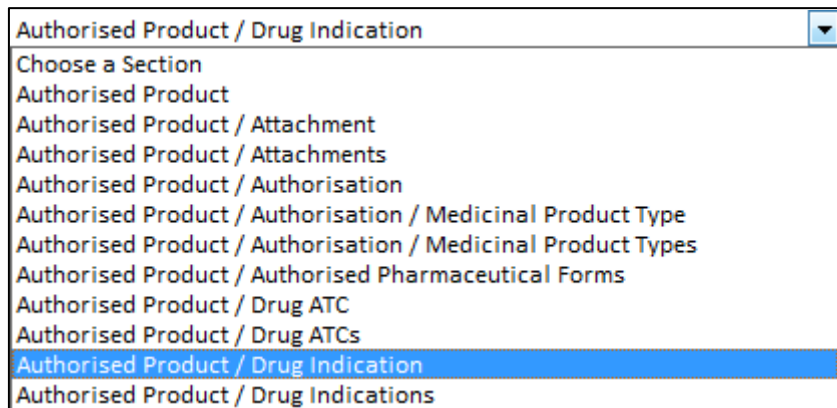 Authorised Product / Drug Indication
Choose a Section
Authorised Product
Authorised Product / Attachment
Authorised Product / Attachments
Authorised Product / Authorisation
Authorised Product / Authorisation / Medicinal Product Type
Authorised Product / Authorisation / Medicinal Product Types
Authorised Product / Authorised Pharmaceutical Forms
Authorised Product / Drug ATC
Authorised Product / Drug ATCs
Authorised Product / Drug Indication
Authorised Product / Drug Indications